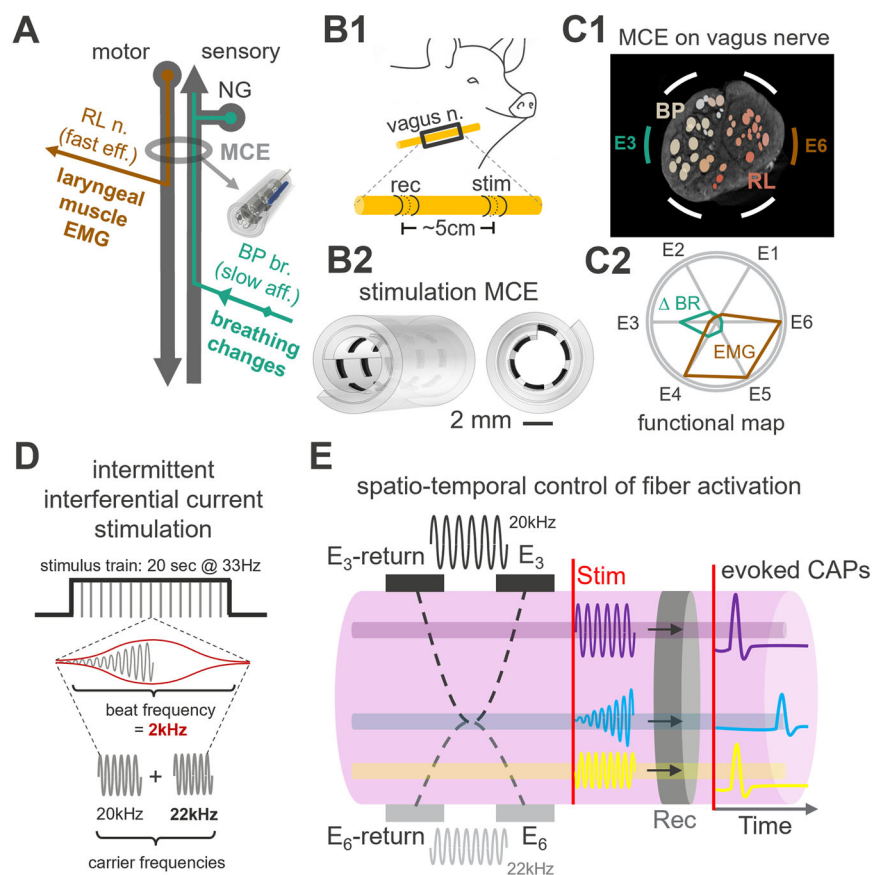 A
motor
sensory
NG
RL n.
(fast eff.)
MCE
laryngeal
muscle
EMG
BP br.
(slow aff.)
breathing
changes
B1
vagus n.
rec
stim
~5cm
B2
stimulation MCE
2 mm
C1
MCE on vagus nerve
BP
E3
E6
RL
C2
E2
E1
Δ BR
E3
E6
EMG
E4
E5
functional map
D
intermittent
interferential current
stimulation
stimulus train: 20 sec @ 33Hz
beat frequency
= 2kHz
+
20kHz
22kHz
carrier frequencies
E
spatio-temporal control of fiber activation
20kHz
E3-return
E3
Stim
evoked CAPs
E6-return
E6
22kHz
Rec
Time